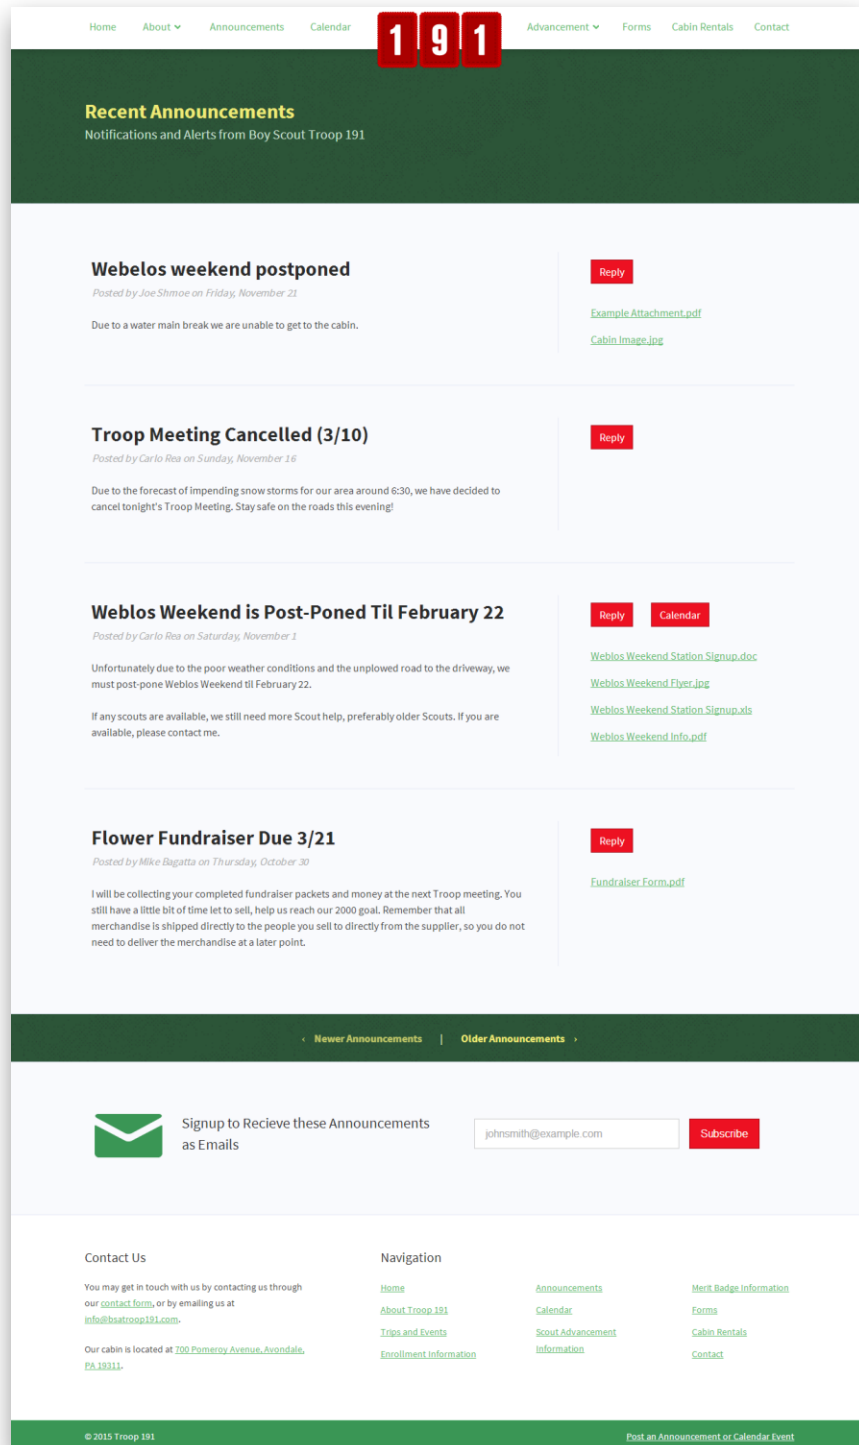 Home About Announcements Calendar 191 Advancement Forms Cabin Rentals Contact
Recent Announcements
Notifications and Alerts from Boy Scout Troop 191
Webelos weekend postponed
Posted by Joe Shmoe on Friday, November 21
Due to a water main break we are unable to get to the cabin.
Reply
Example Attachment.pdf
Cabin Image.jpg
Troop Meeting Cancelled (3/10)
Posted by Carlo Rea on Sunday, November 16
Due to the forecast of impending snow storms for our area around 6:30, we have decided to
cancel tonight's Troop Meeting. Stay safe on the roads this evening!
Reply
Weblos Weekend is Post-Poned Til February 22
Posted by Carlo Rea on Saturday, November 1
Unfortunately due to the poor weather conditions and the unplowed road to the driveway, we
must post-pone Weblos Weekend til February 22.
If any scouts are available, we still need more Scout help, preferably older Scouts. If you are
available, please contact me.
Reply Calendar
Weblos Weekend Station Signup.doc
Weblos Weekend Flyer.jpg
Weblos Weekend Station Signup.xls
Weblos Weekend Info.pdf
Flower Fundraiser Due 3/21
Posted by Mike Bagatta on Thursday, October 30
I will be collecting your completed fundraiser packets and money at the next Troop meeting. You
still have a little bit of time let to sell, help us reach our 2000 goal. Remember that all
merchandise is shipped directly to the people you sell to directly from the supplier, so you do not
need to deliver the merchandise at a later point.
Reply
Fundraiser Form.pdf
‹ Newer Announcements | Older Announcements ›
Signup to Recieve these Announcements
as Emails
johnsmith@example.com Subscribe
Contact Us
You may get in touch with us by contacting us through
our contact form, or by emailing us at
info@bsatroop191.com.
Our cabin is located at 700 Pomeroy Avenue, Avondale,
PA 19311.
Navigation
Home
About Troop 191
Trips and Events
Enrollment Information
Announcements
Calendar
Scout Advancement
Information
Merit Badge Information
Forms
Cabin Rentals
Contact
© 2015 Troop 191 Post an Announcement or Calendar Event